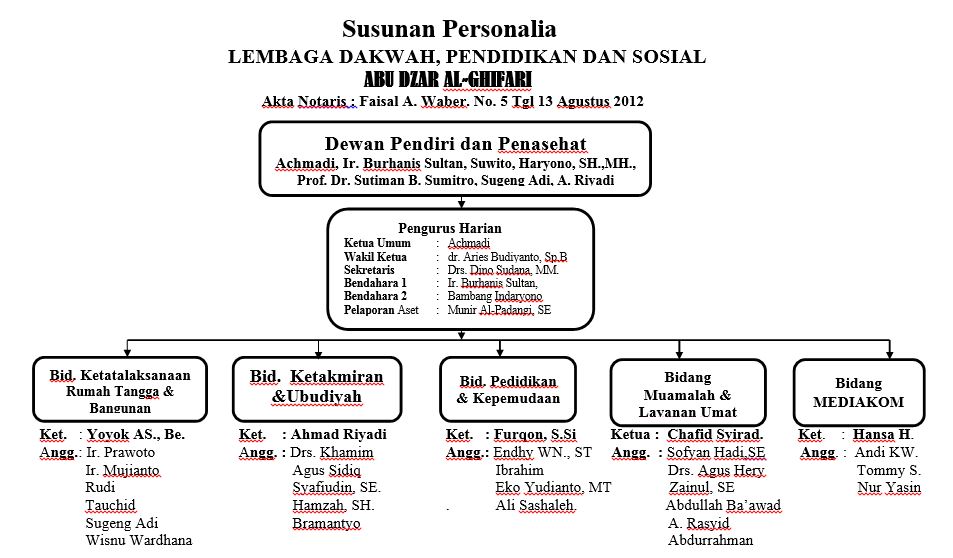 Susunan Personalia
LEMBAGA DAKWAH, PENDIDIKAN DAN SOSIAL
ABU DZAR AL-GHIFARI
Akta Notaris : Faisal A. Waber. No. 5 Tgl 13 Agustus 2012
Dewan Pendiri dan Penasehat
Achmadi, Ir. Burhanis Sultan, Suwito, Haryono, SH.,MH.,
Prof. Dr. Sutiman B. Sumitro, Sugeng Adi, A. Riyadi
Pengurus Harian
Ketua Umum : Achmadi
Wakil Ketua : dr. Aries Budiyanto, Sp.B
Sekretaris : Drs. Dino Sudana, MM.
Bendahara 1 : Ir. Burhanis Sultan,
Bendahara 2 : Bambang Indaryono
Pelaporan Aset : Munir Al-Padangi, SE
Bid. Ketatalaksanaan
Rumah Tangga &
Bangunan
Ket. : Yoyok AS., Be.
Angg.: Ir. Prawoto
Ir. Mujianto
Rudi
Tauchid
Sugeng Adi
Wisnu Wardhana
Bid. Ketakmiran
&Ubudiyah
Ket. : Ahmad Riyadi
Angg. : Drs. Khamim
Agus Sidiq
Syafiudin, SE.
Hamzah, SH.
Bramantyo
Bid. Pedidikan
& Kepemudaan
Ket. : Furqon, S.Si
Angg.: Endhy WN., ST
Ibrahim
Eko Yudianto, MT
. Ali Sashaleh.
Bidang
Muamalah &
Layanan Umat
Ketua : Chafid Syirad.
Angg. : Sofyan Hadi,SE
Drs. Agus Hery
Zainul, SE
Abdullah Ba’awad
A. Rasyid
Abdurrahman
Bidang
MEDIAKOM
Ket. : Hansa H.
Angg. : Andi KW.
Tommy S.
Nur Yasin